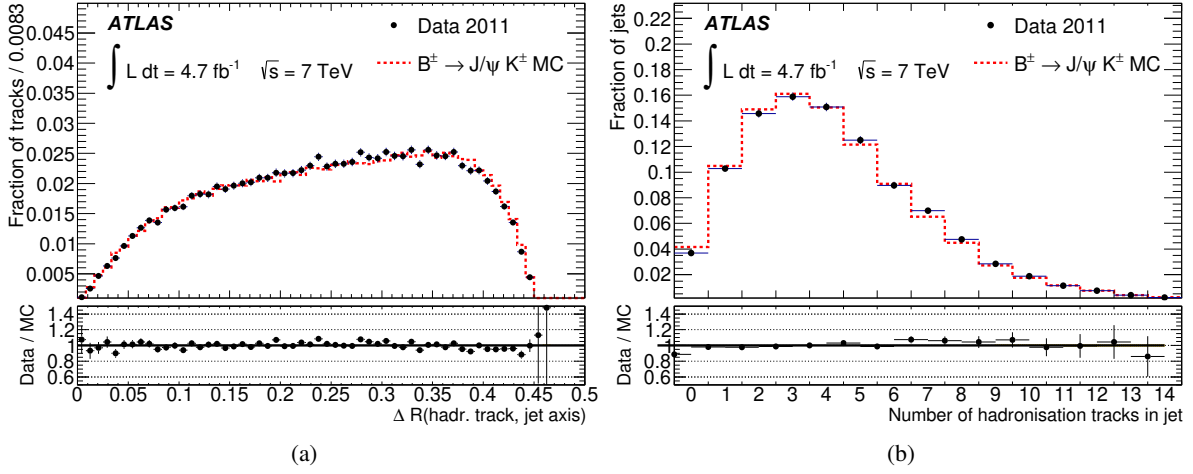 ATLAS
Data 2011
∫ L dt = 4.7 fb⁻¹ √s = 7 TeV
B± → J/ψ K± MC
Fraction of tracks / 0.0083
0.045
0.04
0.035
0.03
0.025
0.02
0.015
0.01
0.005
Data / MC
1.4
1.2
1
0.8
0.6
0 0.05 0.1 0.15 0.2 0.25 0.3 0.35 0.4 0.45 0.5
Δ R(hadr. track, jet axis)
(a)
ATLAS
Data 2011
∫ L dt = 4.7 fb⁻¹ √s = 7 TeV
B± → J/ψ K± MC
Fraction of jets
0.22
0.2
0.18
0.16
0.14
0.12
0.1
0.08
0.06
0.04
0.02
Data / MC
1.4
1.2
1
0.8
0.6
0 1 2 3 4 5 6 7 8 9 10 11 12 13 14
Number of hadronisation tracks in jet
(b)